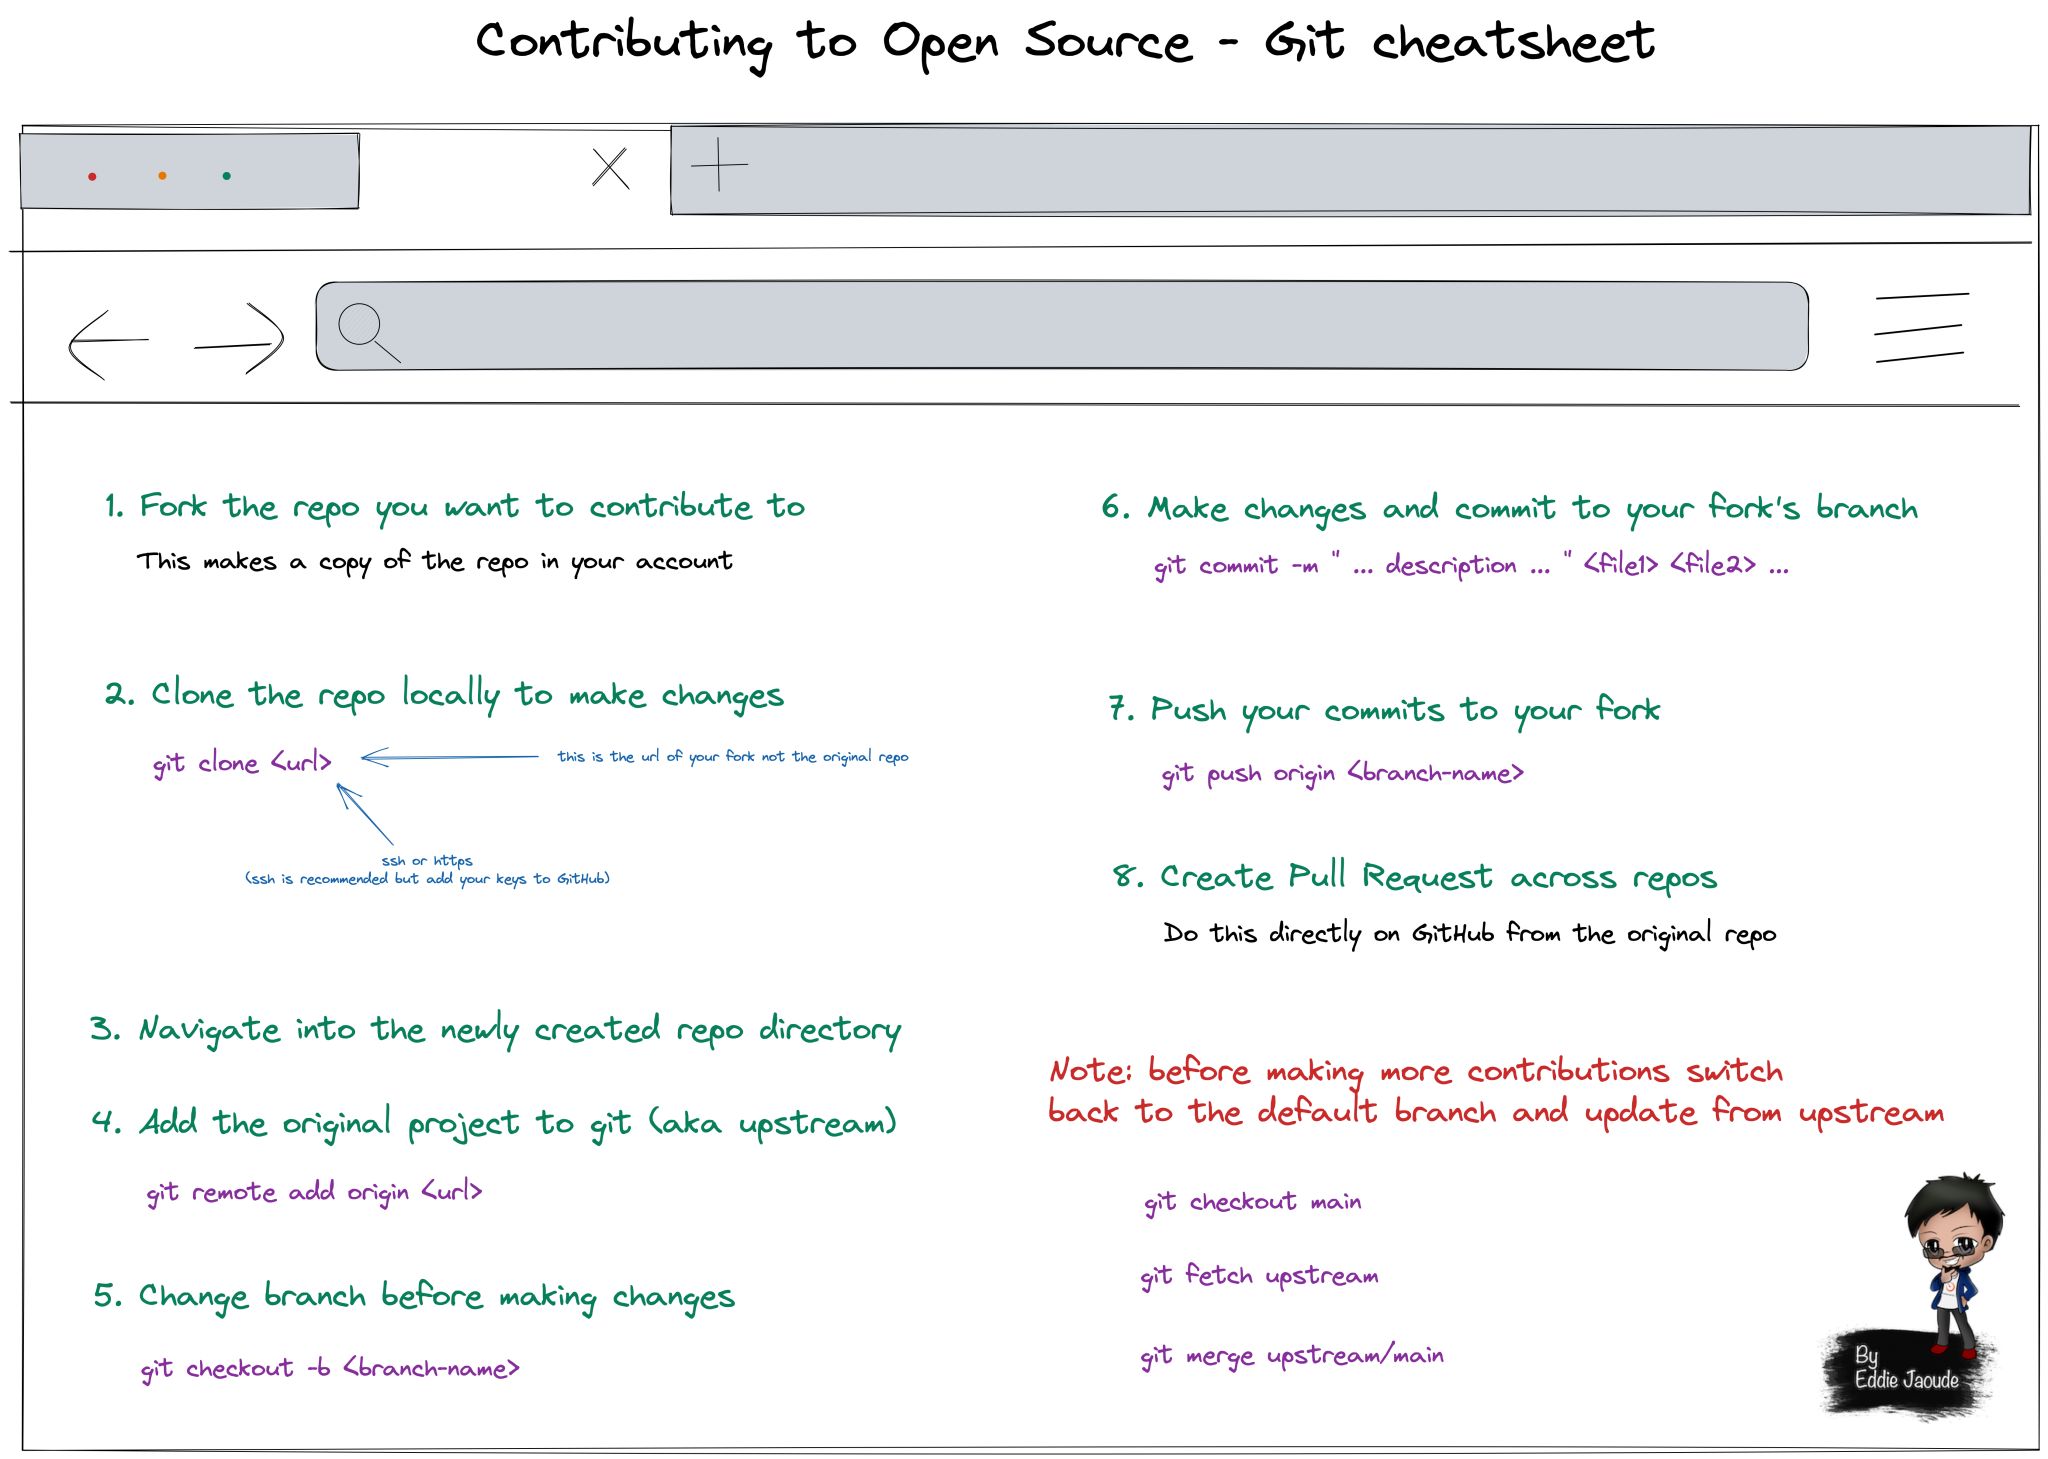 Contributing to Open Source - Git cheatsheet
1. Fork the repo you want to contribute to
This makes a copy of the repo in your account
2. Clone the repo locally to make changes
git clone <url>
this is the url of your fork not the original repo
ssh or https
(ssh is recommended but add your keys to GitHub)
3. Navigate into the newly created repo directory
4. Add the original project to git (aka upstream)
git remote add origin <url>
5. Change branch before making changes
git checkout -b <branch-name>
6. Make changes and commit to your fork's branch
git commit -m " ... description ... " <file1> <file2> ...
7. Push your commits to your fork
git push origin <branch-name>
8. Create Pull Request across repos
Do this directly on GitHub from the original repo
Note: before making more contributions switch
back to the default branch and update from upstream
git checkout main
git fetch upstream
git merge upstream/main
By
Eddie Jaoude